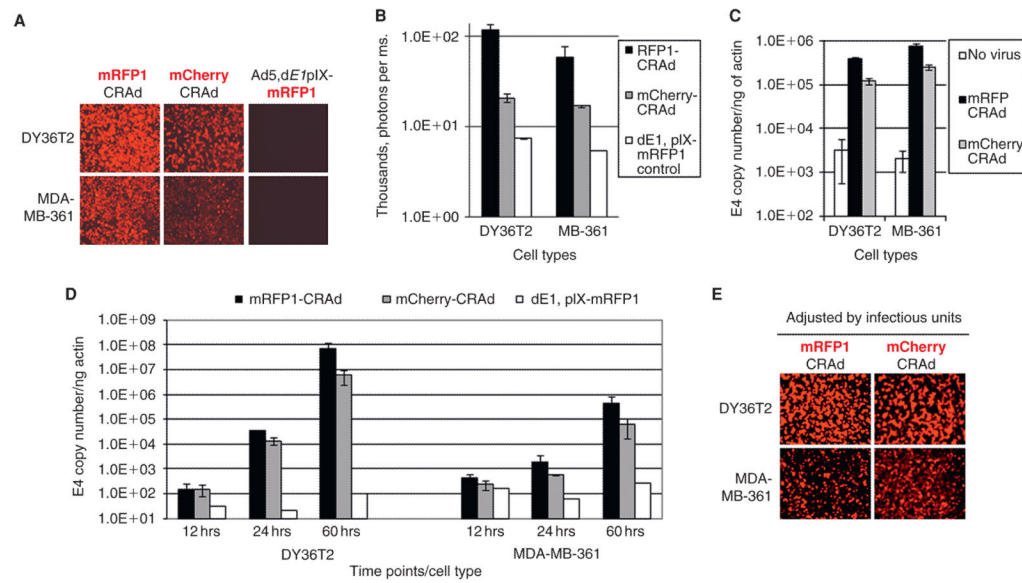 A
mRFP1
CRAd
mCherry
CRAd
Ad5,dE1pIX-
mRFP1
DY36T2
MDA-
MB-361
B
Thousands, photons per ms.
1.0E+02
1.0E+01
1.0E+00
DY36T2
MB-361
Cell types
RFP1-
CRAd
mCherry-
CRAd
dE1, pIX-
mRFP1
control
C
E4 copy number/ng of actin
1.0E+06
1.0E+05
1.0E+04
1.0E+03
1.0E+02
DY36T2
MB-361
Cell types
No virus
mRFP
CRAd
mCherry
CRAd
D
mRFP1-CRAd
mCherry-CRAd
dE1, pIX-mRFP1
E4 copy number/ng actin
1.0E+09
1.0E+08
1.0E+07
1.0E+06
1.0E+05
1.0E+04
1.0E+03
1.0E+02
1.0E+01
12 hrs
24 hrs
60 hrs
12 hrs
24 hrs
60 hrs
DY36T2
MDA-MB-361
Time points/cell type
E
Adjusted by infectious units
mRFP1
CRAd
mCherry
CRAd
DY36T2
MDA-
MB-361